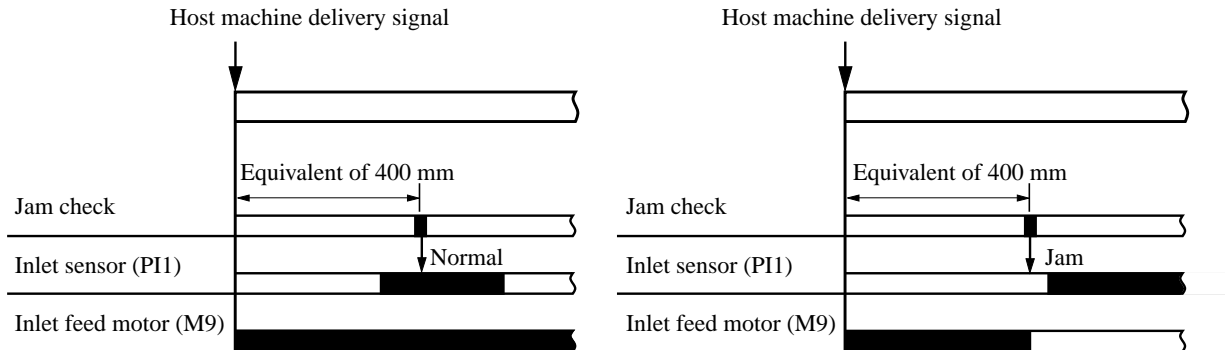 Host machine delivery signal
Equivalent of 400 mm
Jam check
Normal
Inlet sensor (PI1)
Inlet feed motor (M9)
Host machine delivery signal
Equivalent of 400 mm
Jam check
Jam
Inlet sensor (PI1)
Inlet feed motor (M9)